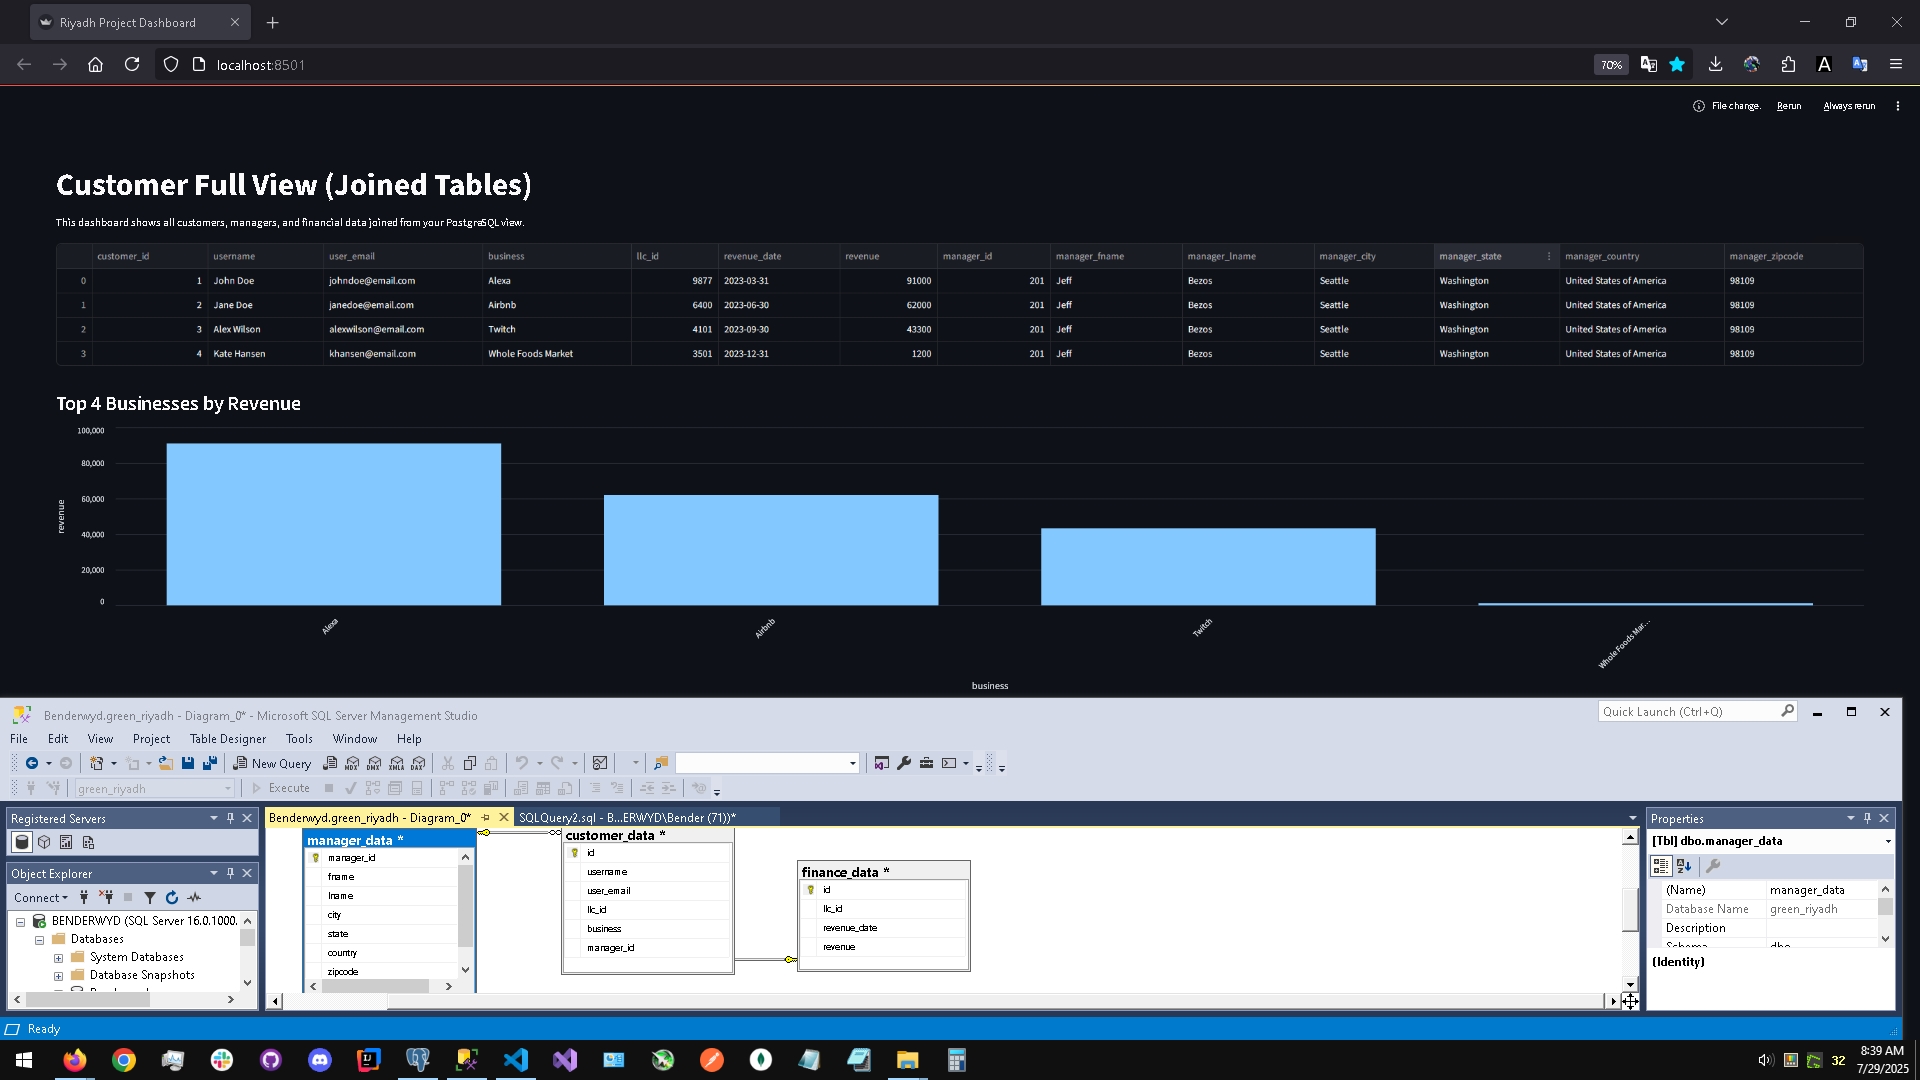 Riyadh Project Dashboard
localhost:8501
70%
File change. Rerun Always rerun
Customer Full View (Joined Tables)
This dashboard shows all customers, managers, and financial data joined from your PostgreSQL view.
customer_id username user_email business llc_id revenue_date revenue manager_id manager_fname manager_lname manager_city manager_state manager_country manager_zipcode
0 1 John Doe johndoe@email.com Alexa 9877 2023-03-31 91000 201 Jeff Bezos Seattle Washington United States of America 98109
1 2 Jane Doe janedoe@email.com Airbnb 6400 2023-06-30 62000 201 Jeff Bezos Seattle Washington United States of America 98109
2 3 Alex Wilson alexwilson@email.com Twitch 4101 2023-09-30 43300 201 Jeff Bezos Seattle Washington United States of America 98109
3 4 Kate Hansen khansen@email.com Whole Foods Market 3501 2023-12-31 1200 201 Jeff Bezos Seattle Washington United States of America 98109
Top 4 Businesses by Revenue
100,000
80,000
60,000
40,000
20,000
0
revenue
Alexa
Airbnb
Twitch
Whole Foods Mar...
business
Benderwyd.green_riyadh - Diagram_0* - Microsoft SQL Server Management Studio
Quick Launch (Ctrl+Q)
File Edit View Project Table Designer Tools Window Help
New Query MDX DMX XMLA DAX
green_riyadh Execute
Registered Servers
Object Explorer
Connect
BENDERWYD (SQL Server 16.0.1000.
Databases
System Databases
Database Snapshots
Benderwyd.green_riyadh - Diagram_0*
SQLQuery2.sql - B...ERWYD\Bender (71))*
manager_data *
manager_id
fname
lname
city
state
country
zipcode
customer_data *
id
username
user_email
llc_id
business
manager_id
finance_data *
id
llc_id
revenue_date
revenue
Properties
[Tbl] dbo.manager_data
(Name) manager_data
Database Name green_riyadh
Description
Schema dbo
(Identity)
Ready
32
8:39 AM
7/29/2025